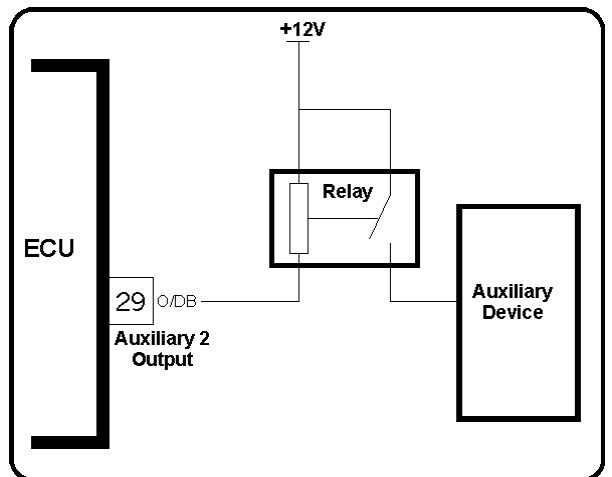 +12V
Relay
ECU
29
O/DB
Auxiliary 2
Output
Auxiliary
Device